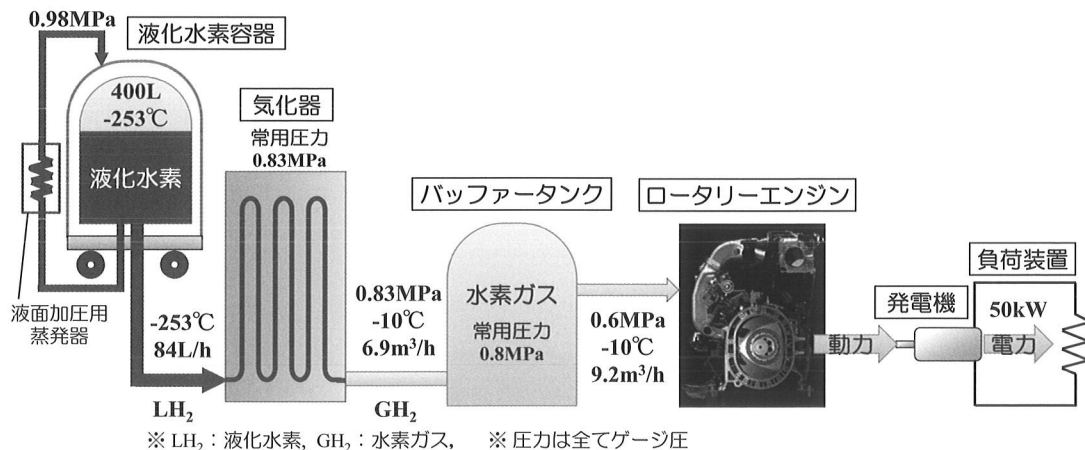 0.98MPa
液化水素容器
400L
-253℃
液化水素
液面加圧用
蒸発器
-253℃
84L/h
LH₂
気化器
常用圧力
0.83MPa
0.83MPa
-10℃
6.9m³/h
GH₂
バッファータンク
水素ガス
常用圧力
0.8MPa
0.6MPa
-10℃
9.2m³/h
ロータリーエンジン
動力
発電機
負荷装置
50kW
電力
※ LH₂：液化水素, GH₂：水素ガス, ※ 圧力は全てゲージ圧